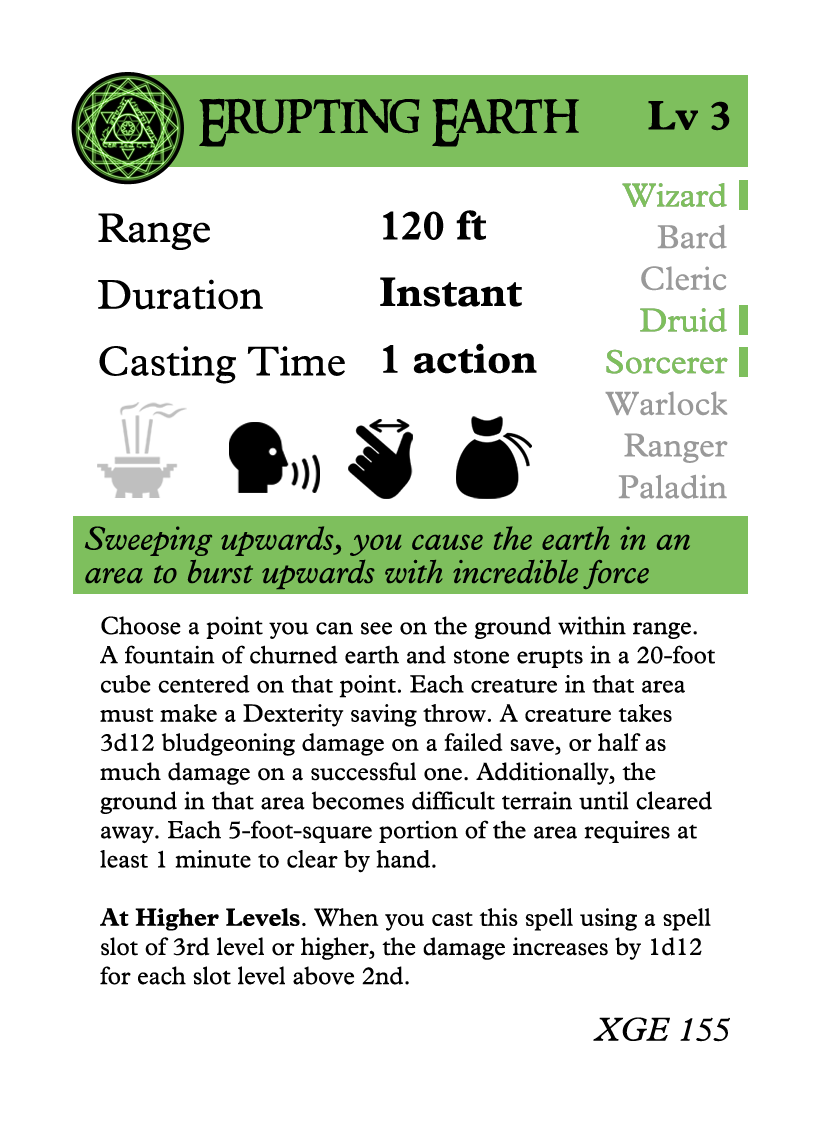 Erupting Earth
Lv 3
Range 120 ft
Duration Instant
Casting Time 1 action
Wizard
Bard
Cleric
Druid
Sorcerer
Warlock
Ranger
Paladin
Sweeping upwards, you cause the earth in an
area to burst upwards with incredible force
Choose a point you can see on the ground within range.
A fountain of churned earth and stone erupts in a 20-foot
cube centered on that point. Each creature in that area
must make a Dexterity saving throw. A creature takes
3d12 bludgeoning damage on a failed save, or half as
much damage on a successful one. Additionally, the
ground in that area becomes difficult terrain until cleared
away. Each 5-foot-square portion of the area requires at
least 1 minute to clear by hand.
At Higher Levels. When you cast this spell using a spell
slot of 3rd level or higher, the damage increases by 1d12
for each slot level above 2nd.
XGE 155